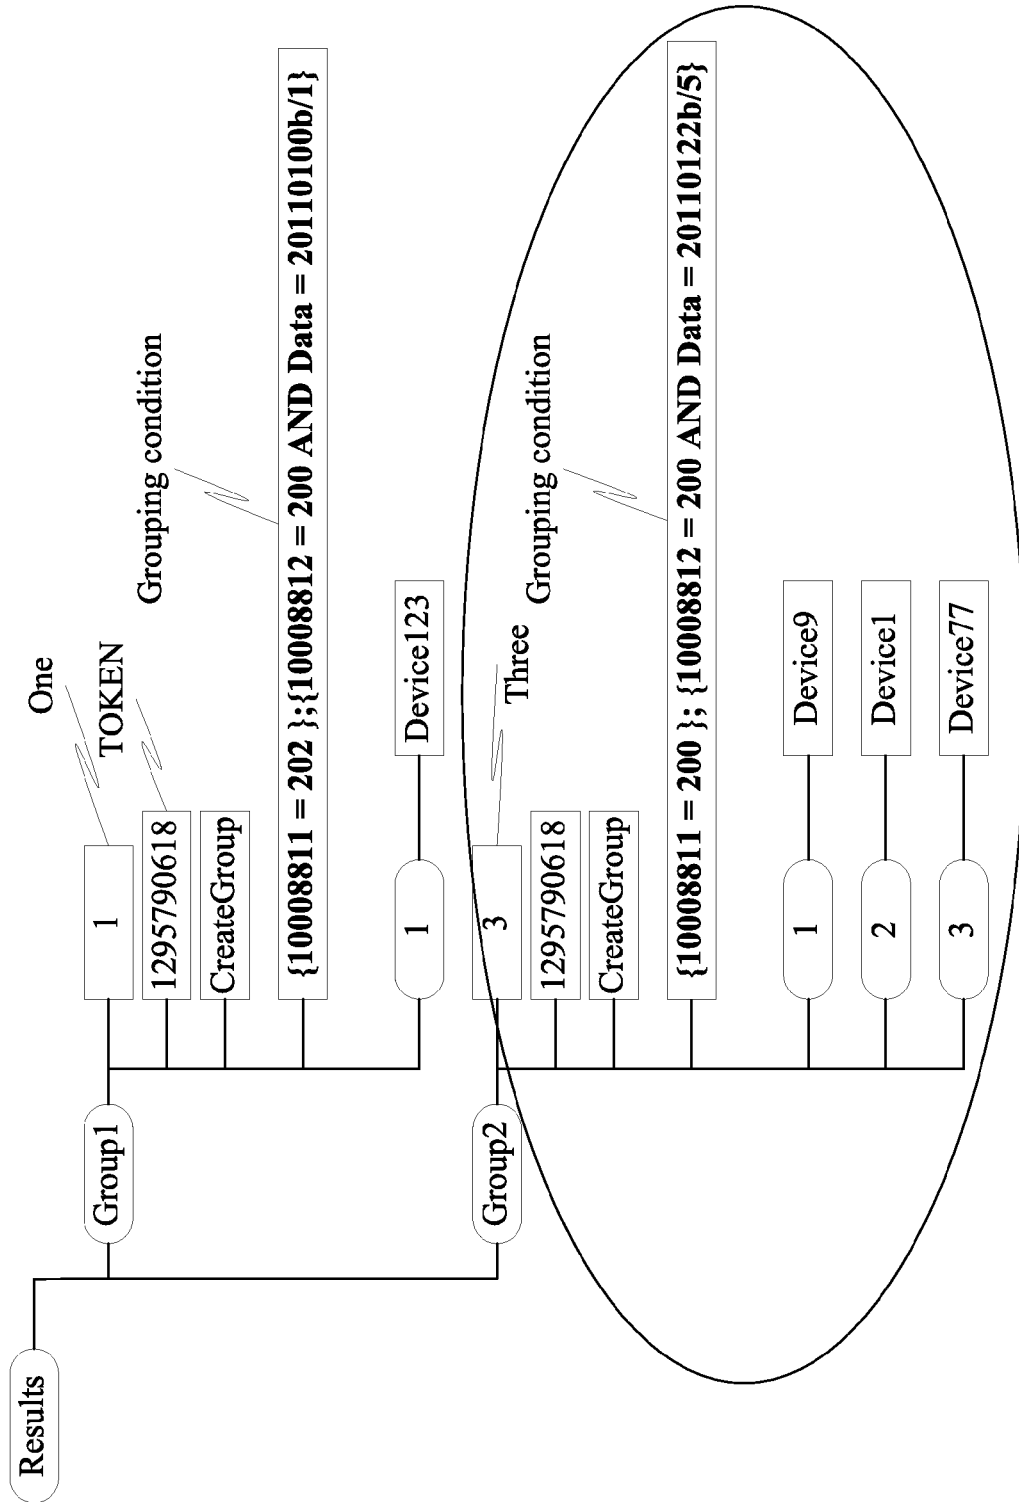 Results
Group1
1
One
1295790618
TOKEN
CreateGroup
Grouping condition
{10008811 = 202 };{10008812 = 200 AND Data = 20110100b/1}
1
Device123
Group2
3
Three
1295790618
CreateGroup
Grouping condition
{10008811 = 200 }; {10008812 = 200 AND Data = 20110122b/5}
1
Device9
2
Device1
3
Device77